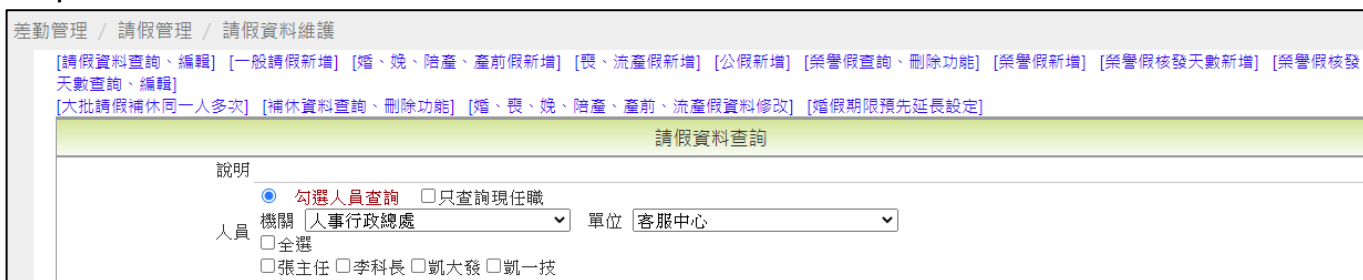 差勤管理 / 請假管理 / 請假資料維護
[請假資料查詢、編輯] [一般請假新增] [婚、娩、陪產、產前假新增] [喪、流產假新增] [公假新增] [榮譽假查詢、刪除功能] [榮譽假新增] [榮譽假核發天數新增] [榮譽假核發
天數查詢、編輯]
[大批請假補休同一人多次] [補休資料查詢、刪除功能] [婚、喪、娩、陪產、產前、流產假資料修改] [婚假期限預先延長設定]
請假資料查詢
說明
勾選人員查詢 只查詢現任職
人員 機關 人事行政總處 單位 客服中心
全選
張主任 李科長 凱大發 凱一技